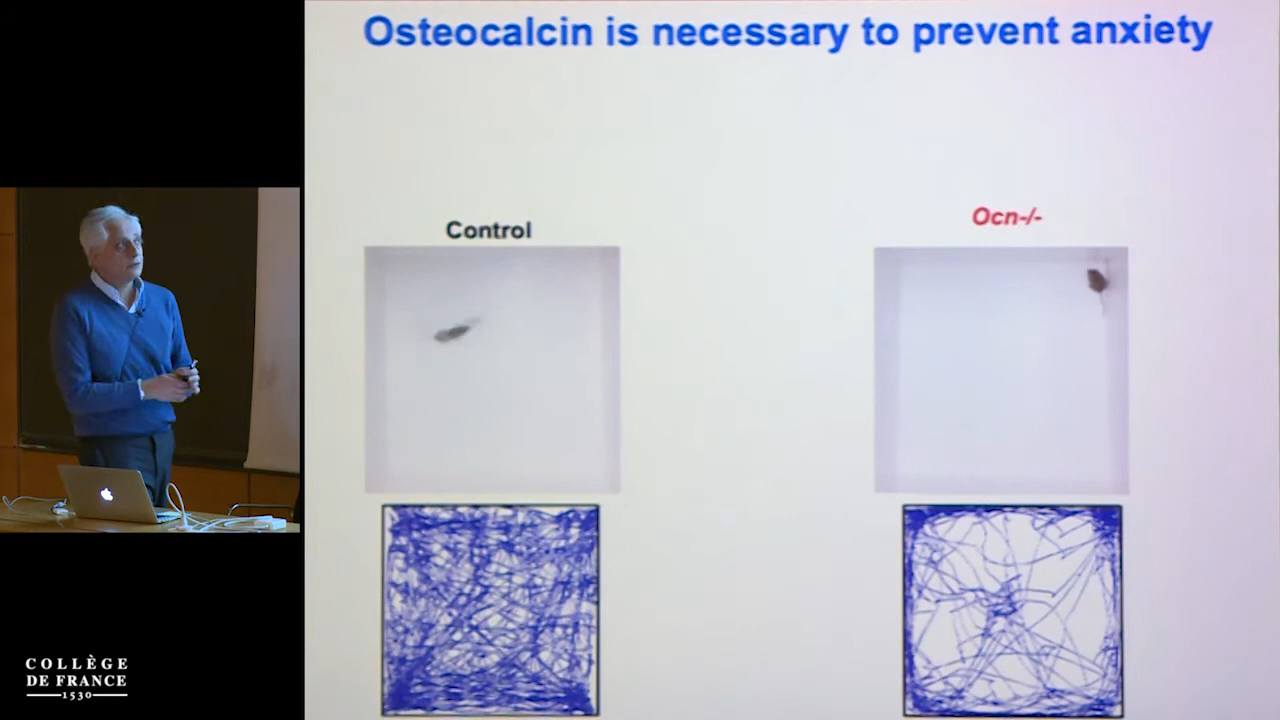 Osteocalcin is necessary to prevent anxiety
Control
Ocn-/-
COLLÈGE
DE FRANCE
1530